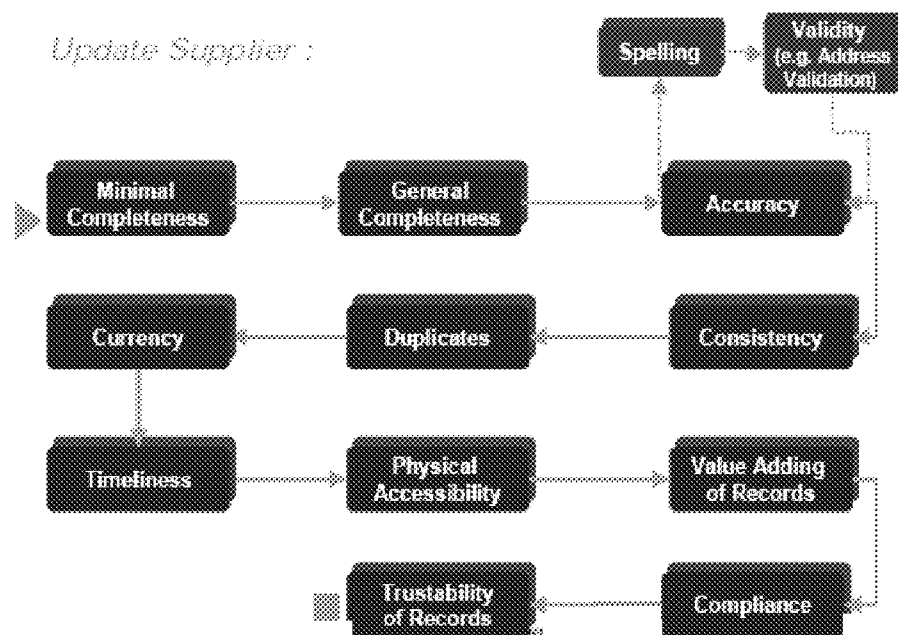 Update Supplier :
Spelling
Validity
(e.g. Address
Validation)
Minimal
Completeness
General
Completeness
Accuracy
Currency
Duplicates
Consistency
Timeliness
Physical
Accessibility
Value Adding
of Records
Trustability
of Records
Compliance